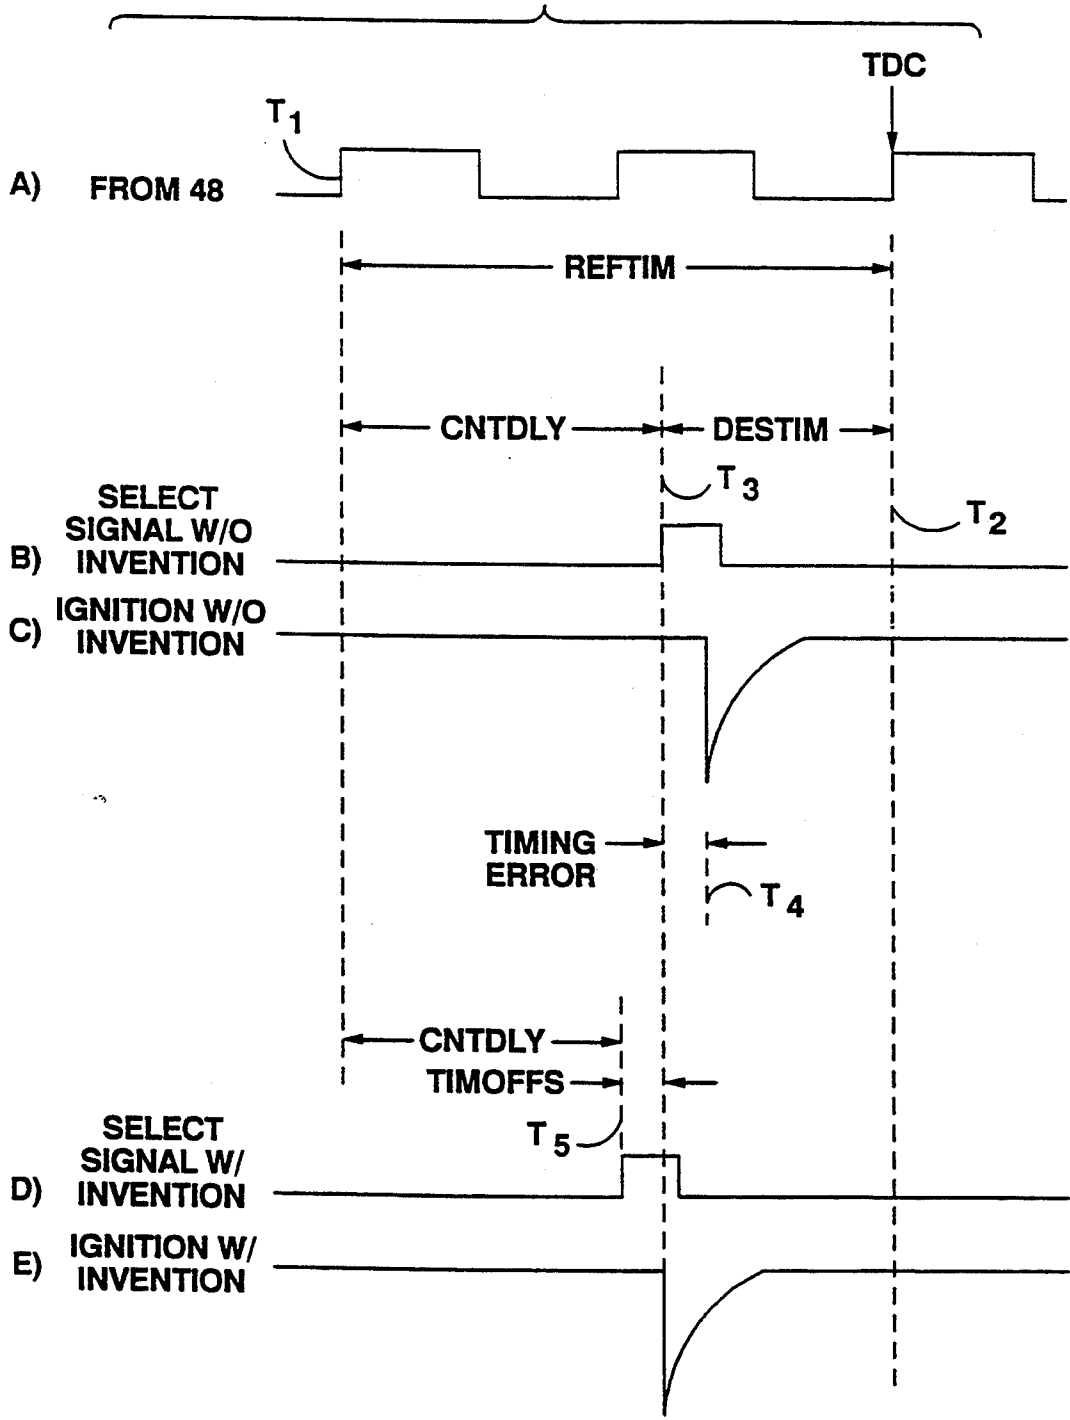 TDC
T1
A) FROM 48
REFTIM
CNTDLY DESTIM
T3
T2
B) SELECT
SIGNAL W/O
INVENTION
C) IGNITION W/O
INVENTION
TIMING
ERROR
T4
CNTDLY
TIMOFFS
T5
D) SELECT
SIGNAL W/
INVENTION
E) IGNITION W/
INVENTION